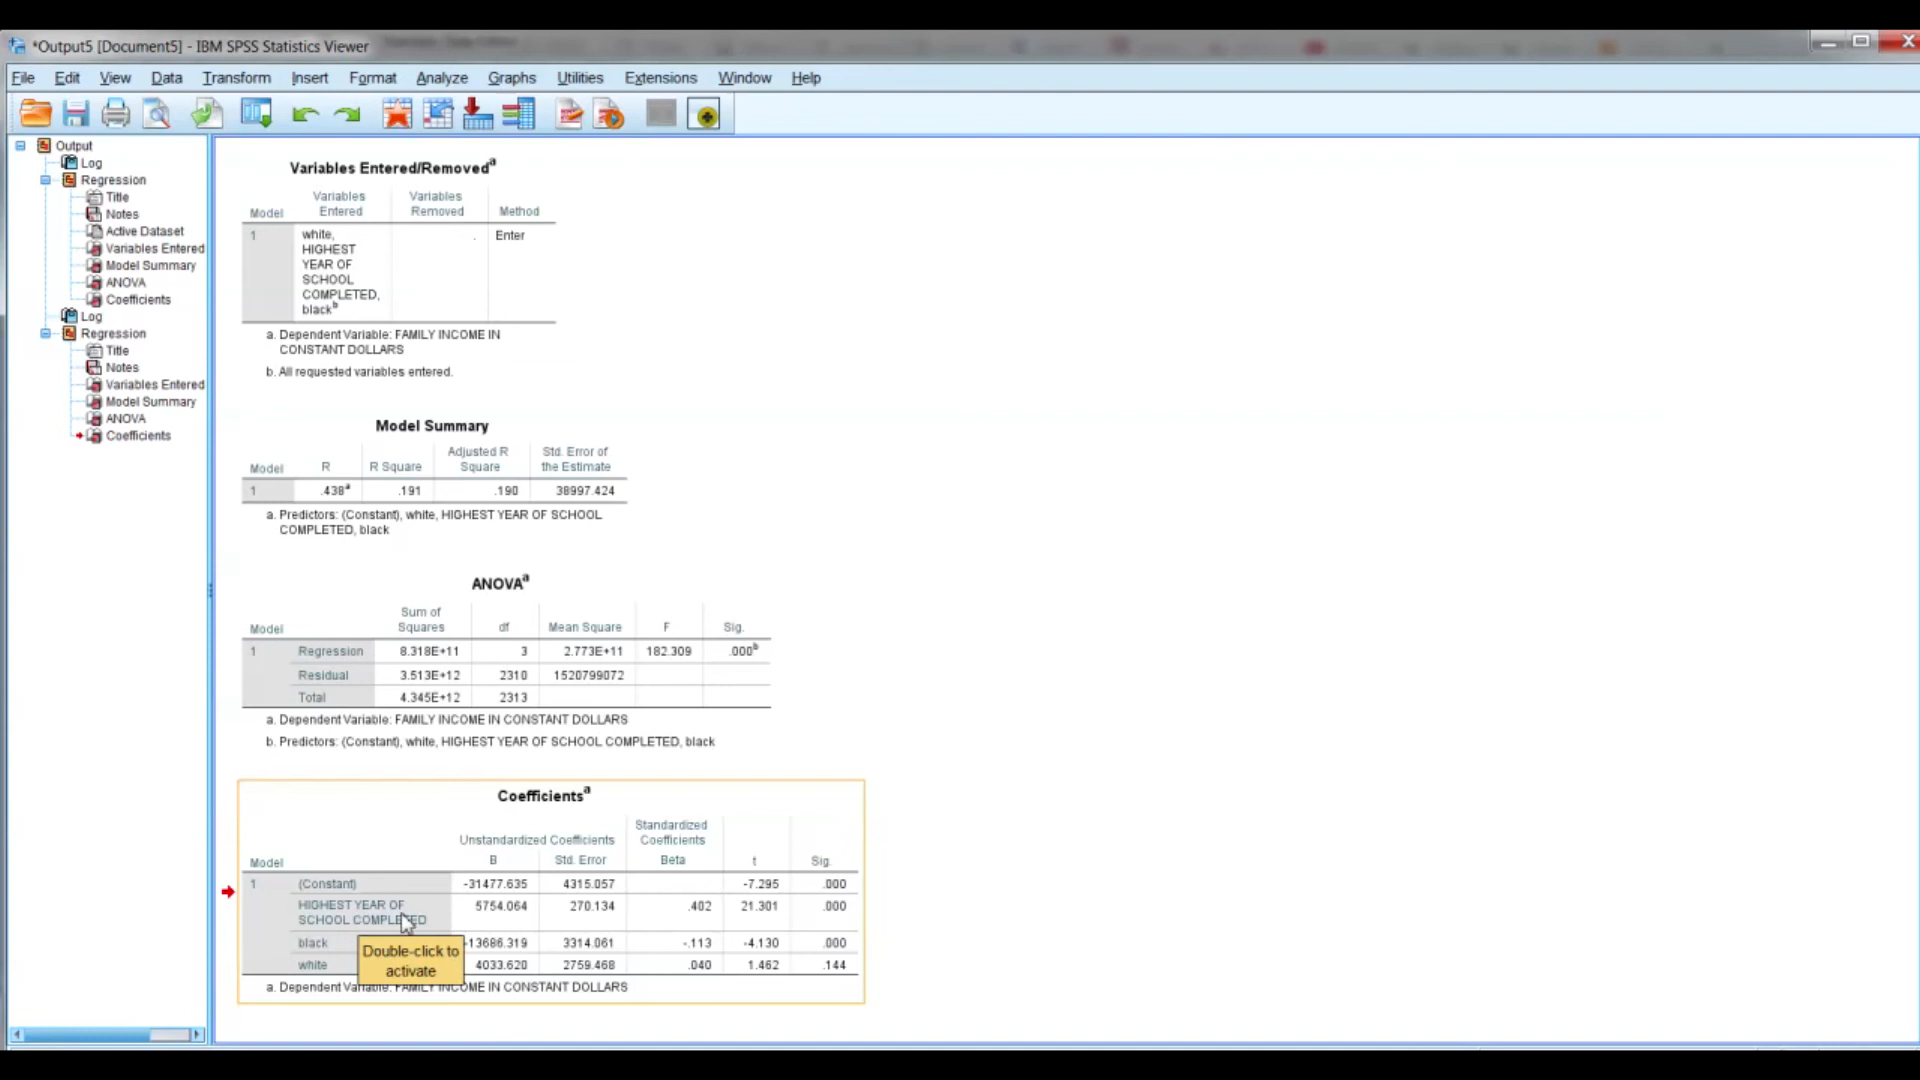 *Output5 [Document5] - IBM SPSS Statistics Viewer
File Edit View Data Transform Insert Format Analyze Graphs Utilities Extensions Window Help
Output
Log
Regression
Title
Notes
Active Dataset
Variables Entered
Model Summary
ANOVA
Coefficients
Log
Regression
Title
Notes
Variables Entered
Model Summary
ANOVA
Coefficients
Variables Entered/Removedᵃ
Model Variables Entered Variables Removed Method
1 white, HIGHEST YEAR OF SCHOOL COMPLETED, blackᵇ . Enter
a. Dependent Variable: FAMILY INCOME IN
CONSTANT DOLLARS
b. All requested variables entered.
Model Summary
Model R R Square Adjusted R Square Std. Error of the Estimate
1 .438ᵃ .191 .190 38997.424
a. Predictors: (Constant), white, HIGHEST YEAR OF SCHOOL
COMPLETED, black
ANOVAᵃ
Model Sum of Squares df Mean Square F Sig.
1 Regression 8.318E+11 3 2.773E+11 182.309 .000ᵇ
Residual 3.513E+12 2310 1520799072
Total 4.345E+12 2313
a. Dependent Variable: FAMILY INCOME IN CONSTANT DOLLARS
b. Predictors: (Constant), white, HIGHEST YEAR OF SCHOOL COMPLETED, black
Coefficientsᵃ
Unstandardized Coefficients Standardized Coefficients
Model B Std. Error Beta t Sig.
1 (Constant) -31477.635 4315.057 -7.295 .000
HIGHEST YEAR OF SCHOOL COMPLETED 5754.064 270.134 .402 21.301 .000
black -13686.319 3314.061 -.113 -4.130 .000
white 4033.620 2759.468 .040 1.462 .144
Double-click to
activate
a. Dependent Variable: FAMILY INCOME IN CONSTANT DOLLARS